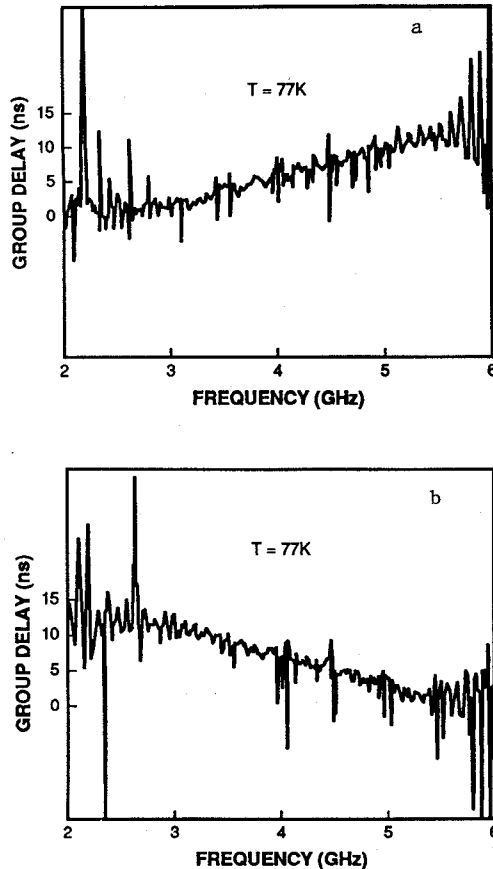 a
T = 77K
GROUP DELAY (ns)
15
10
5
0
2
3
4
5
6
FREQUENCY (GHz)
b
T = 77K
GROUP DELAY (ns)
15
10
5
0
2
3
4
5
6
FREQUENCY (GHz)